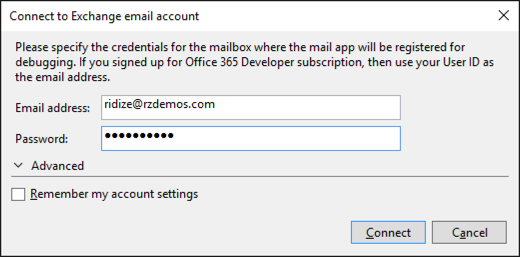 Connect to Exchange email account
Please specify the credentials for the mailbox where the mail app will be registered for
debugging. If you signed up for Office 365 Developer subscription, then use your User ID as
the email address.
Email address: ridize@rzdemos.com
Password: ●●●●●●●●●●
Advanced
Remember my account settings
Connect Cancel